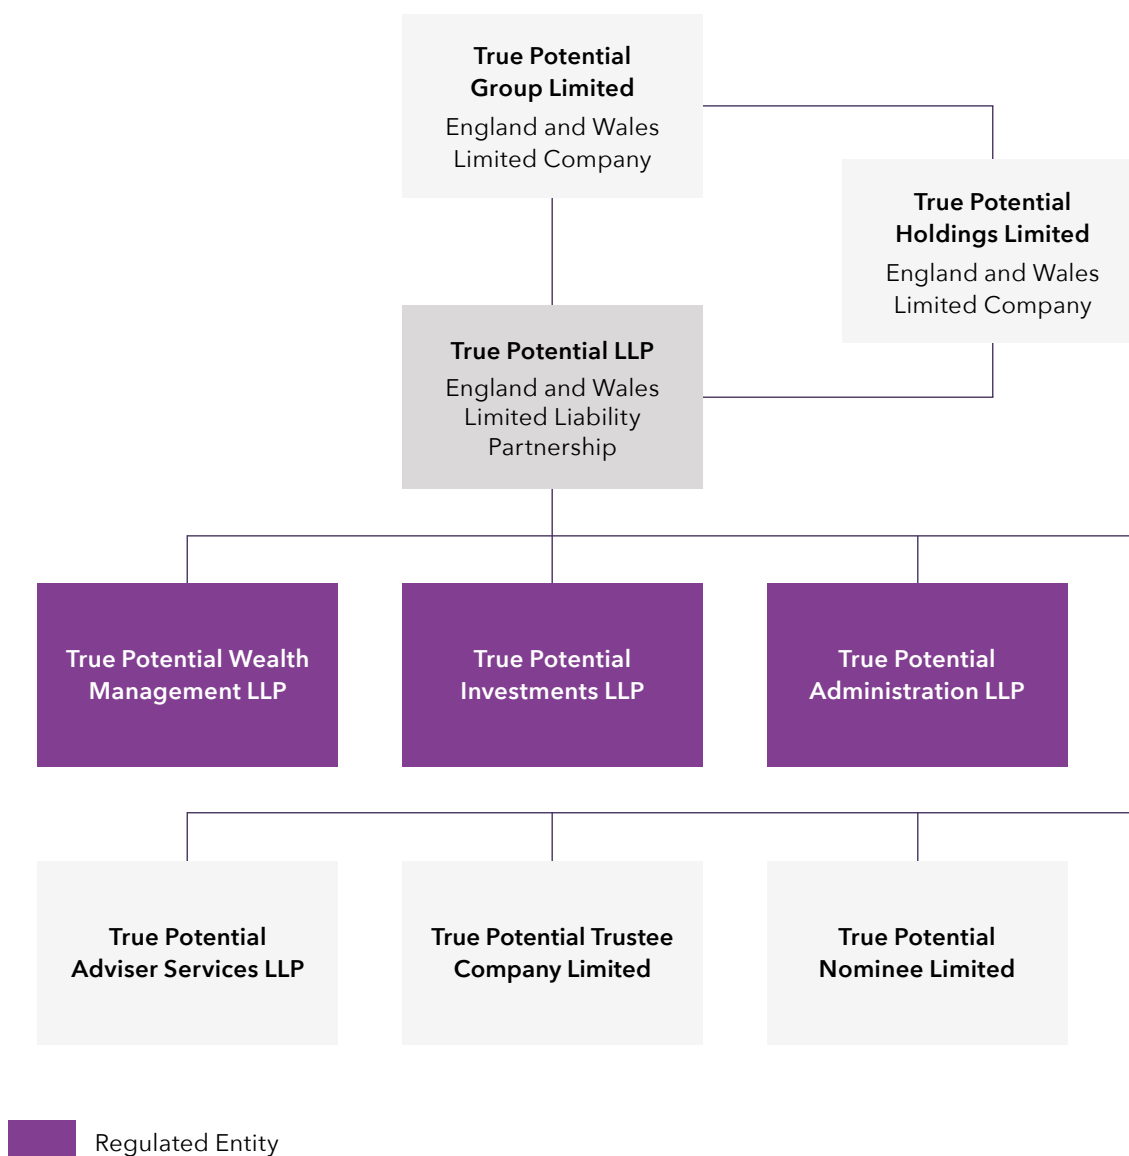 True Potential
Group Limited
England and Wales
Limited Company
True Potential
Holdings Limited
England and Wales
Limited Company
True Potential LLP
England and Wales
Limited Liability
Partnership
True Potential Wealth
Management LLP
True Potential
Investments LLP
True Potential
Administration LLP
True Potential
Adviser Services LLP
True Potential Trustee
Company Limited
True Potential
Nominee Limited
Regulated Entity